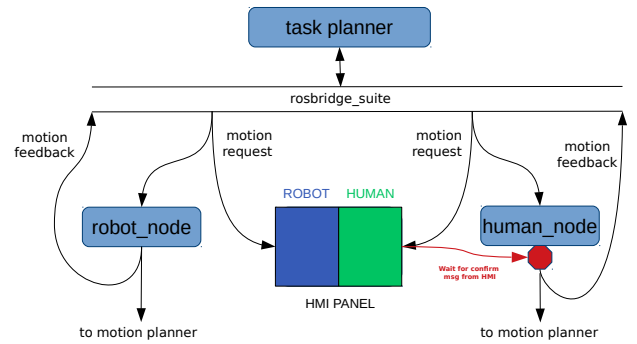 task planner
rosbridge_suite
motion
feedback
motion
request
motion
request
motion
feedback
ROBOT
HUMAN
robot_node
human_node
Wait for confirm
msg from HMI
HMI PANEL
to motion planner
to motion planner